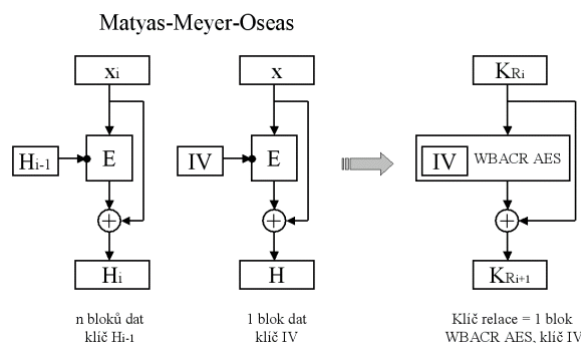 Matyas-Meyer-Oseas
xi
Hi-1
E
Hi
n bloků dat
klíč Hi-1
x
IV
E
H
1 blok dat
klíč IV
KRi
IV WBACR AES
KRi+1
Klíč relace = 1 blok
WBACR AES, klíč IV